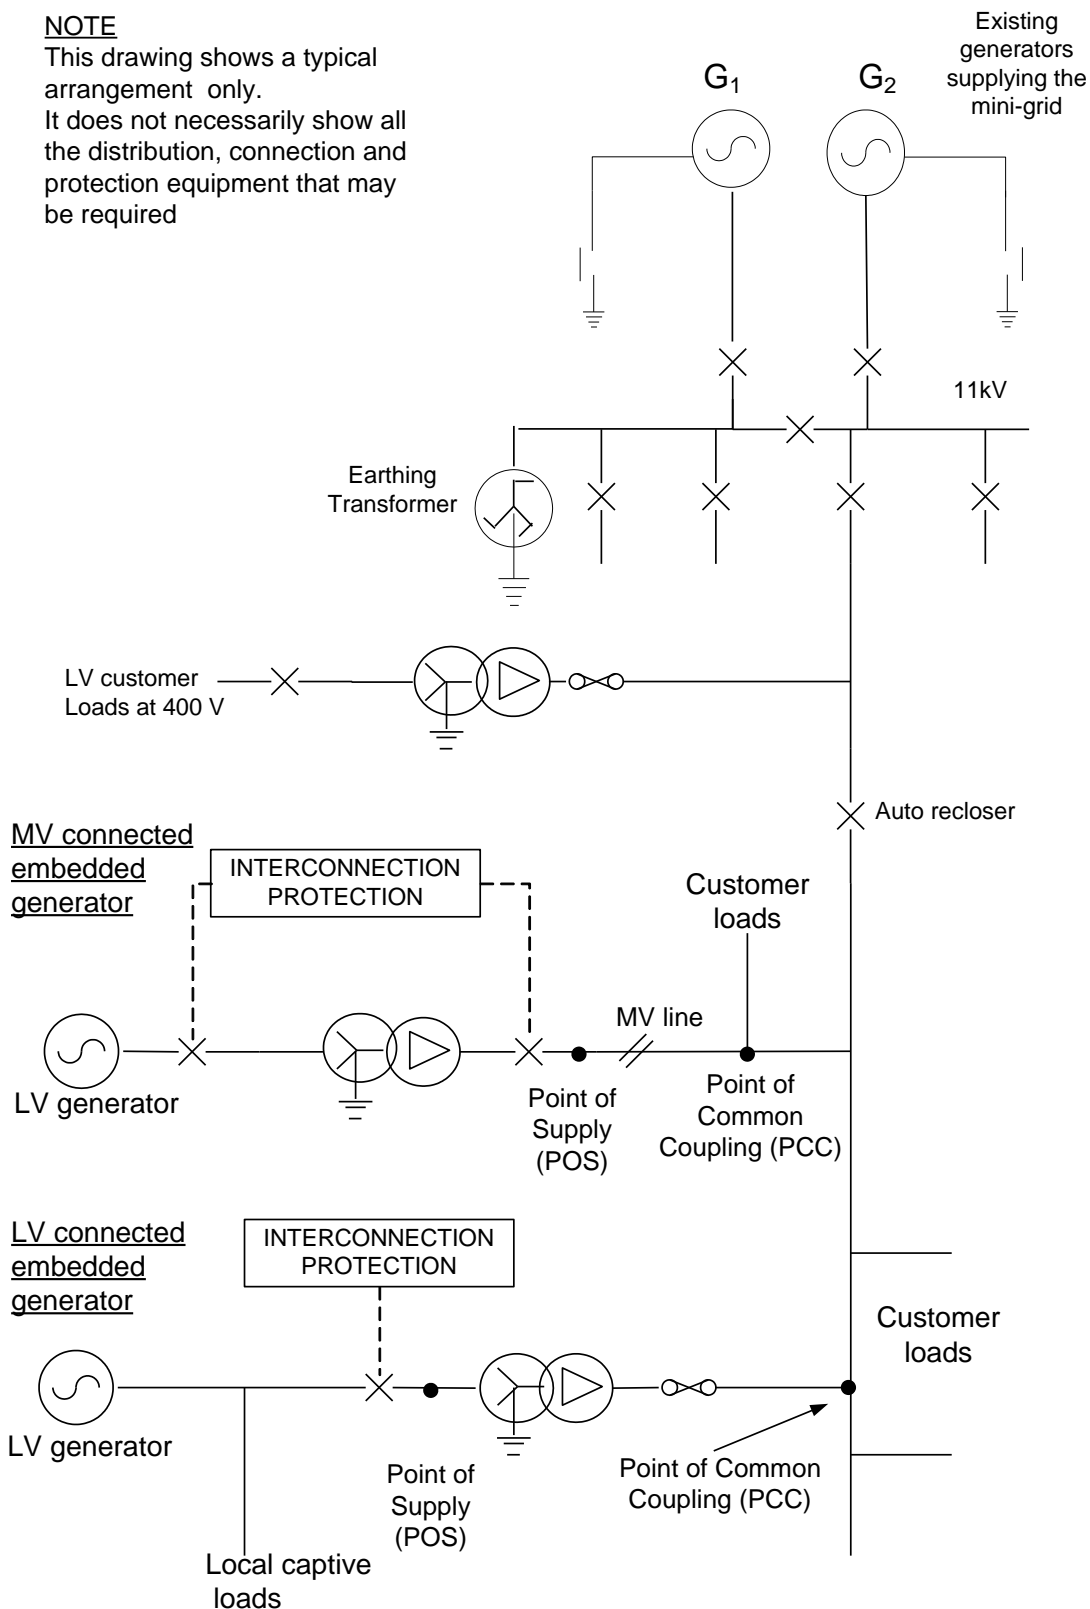 NOTE
This drawing shows a typical
arrangement only.
It does not necessarily show all
the distribution, connection and
protection equipment that may
be required
Existing
generators
supplying the
mini-grid
G1
G2
11kV
Earthing
Transformer
LV customer
Loads at 400 V
Auto recloser
MV connected
embedded
generator
INTERCONNECTION
PROTECTION
Customer
loads
MV line
LV generator
Point of
Supply
(POS)
Point of
Common
Coupling (PCC)
LV connected
embedded
generator
INTERCONNECTION
PROTECTION
Customer
loads
LV generator
Point of
Supply
(POS)
Point of Common
Coupling (PCC)
Local captive
loads